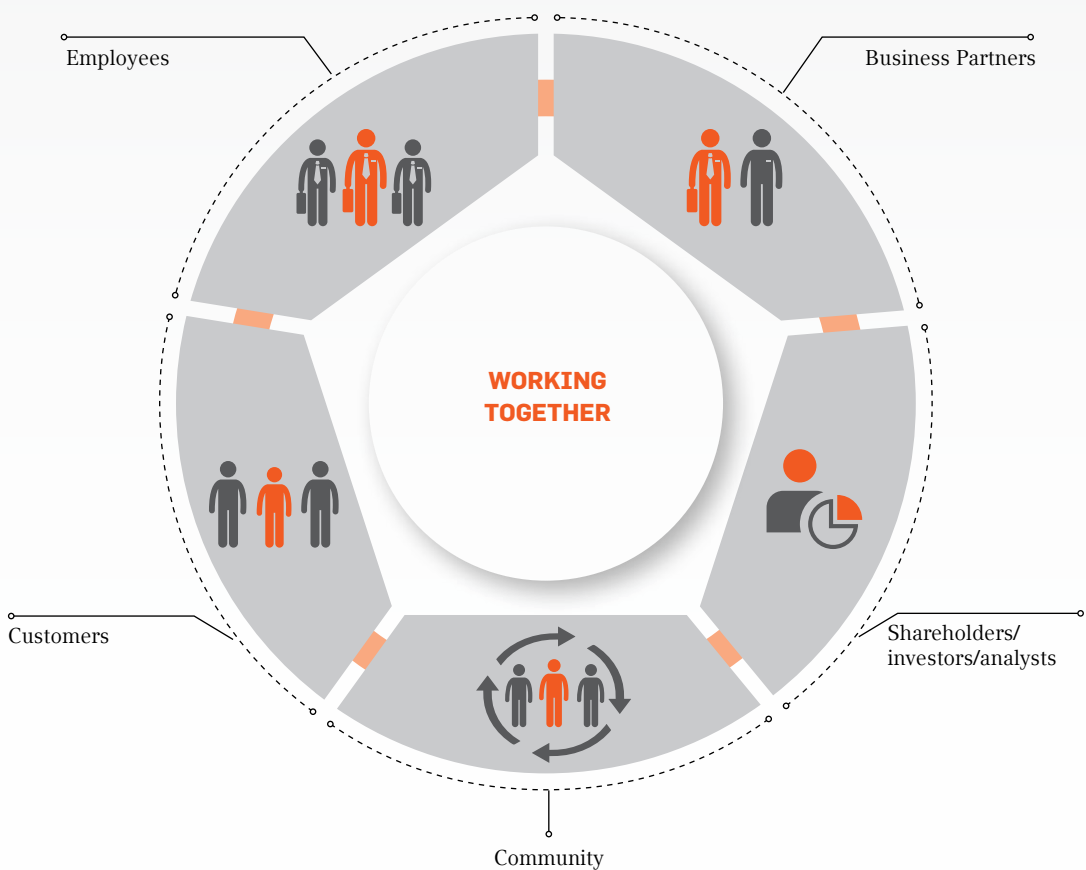 Employees
Business Partners
WORKING
TOGETHER
Customers
Shareholders/
investors/analysts
Community